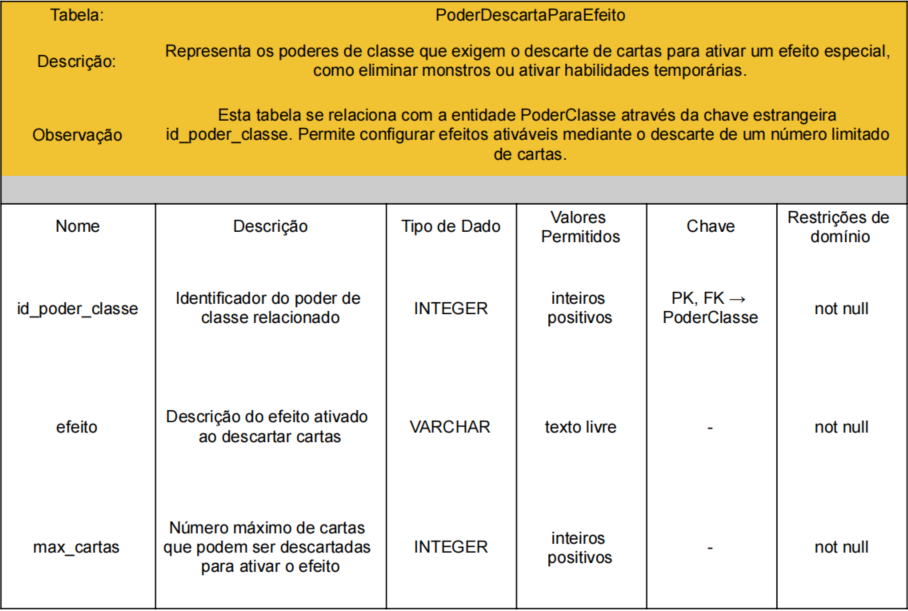 Tabela:
PoderDescartaParaEfeito
Descrição:
Representa os poderes de classe que exigem o descarte de cartas para ativar um efeito especial,
como eliminar monstros ou ativar habilidades temporárias.
Observação
Esta tabela se relaciona com a entidade PoderClasse através da chave estrangeira
id_poder_classe. Permite configurar efeitos ativáveis mediante o descarte de um número limitado
de cartas.
Nome
Descrição
Tipo de Dado
Valores
Permitidos
Chave
Restrições de
domínio
id_poder_classe
Identificador do poder de
classe relacionado
INTEGER
inteiros
positivos
PK, FK →
PoderClasse
not null
efeito
Descrição do efeito ativado
ao descartar cartas
VARCHAR
texto livre
-
not null
max_cartas
Número máximo de cartas
que podem ser descartadas
para ativar o efeito
INTEGER
inteiros
positivos
-
not null